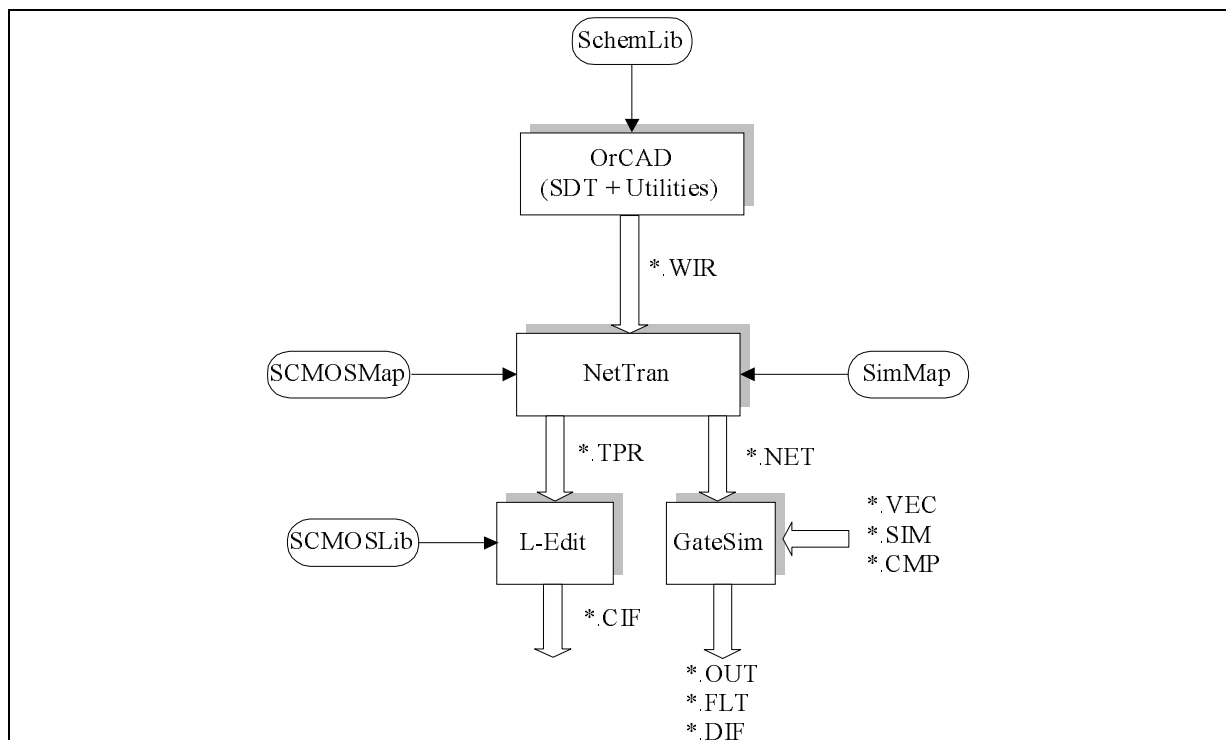 SchemLib
OrCAD
(SDT + Utilities)
*.WIR
SCMOSMap
NetTran
SimMap
*.TPR
*.NET
SCMOSLib
L-Edit
GateSim
*.VEC
*.SIM
*.CMP
*.CIF
*.OUT
*.FLT
*.DIF